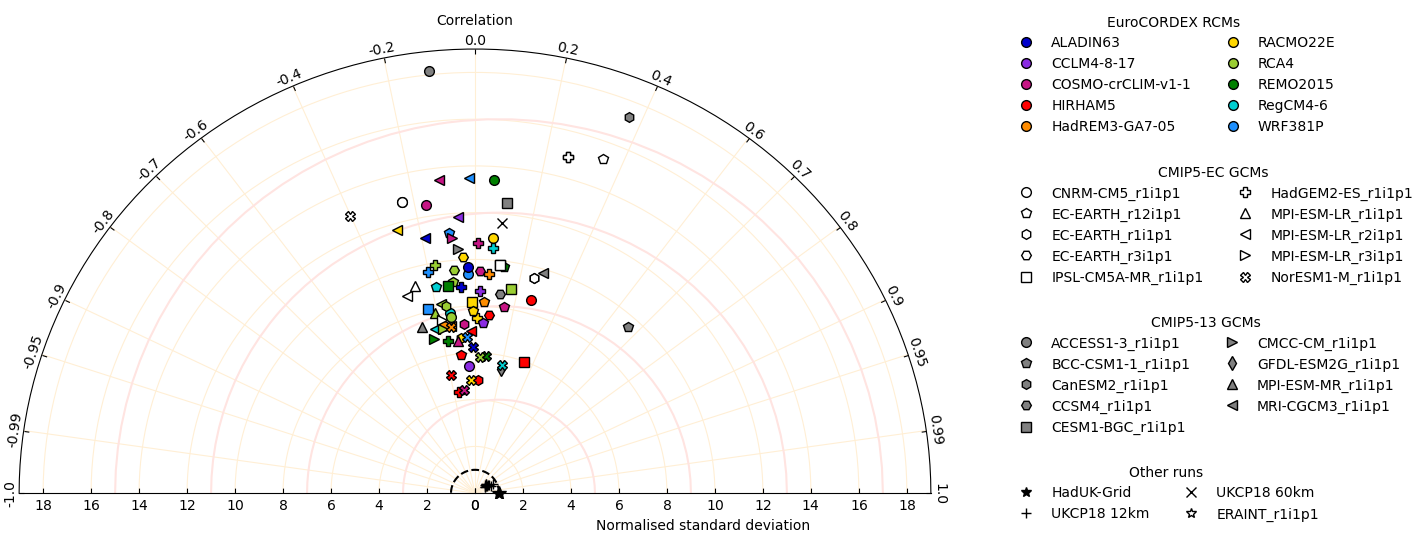 Correlation
0.0
-0.2
0.2
-0.4
0.4
-0.6
0.6
-0.7
0.7
-0.8
0.8
-0.9
0.9
-0.95
0.95
-0.99
0.99
-1.0
1.0
18 16 14 12 10 8 6 4 2 0 2 4 6 8 10 12 14 16 18
Normalised standard deviation
EuroCORDEX RCMs
ALADIN63 RACMO22E
CCLM4-8-17 RCA4
COSMO-crCLIM-v1-1 REMO2015
HIRHAM5 RegCM4-6
HadREM3-GA7-05 WRF381P
CMIP5-EC GCMs
CNRM-CM5_r1i1p1 HadGEM2-ES_r1i1p1
EC-EARTH_r12i1p1 MPI-ESM-LR_r1i1p1
EC-EARTH_r1i1p1 MPI-ESM-LR_r2i1p1
EC-EARTH_r3i1p1 MPI-ESM-LR_r3i1p1
IPSL-CM5A-MR_r1i1p1 NorESM1-M_r1i1p1
CMIP5-13 GCMs
ACCESS1-3_r1i1p1 CMCC-CM_r1i1p1
BCC-CSM1-1_r1i1p1 GFDL-ESM2G_r1i1p1
CanESM2_r1i1p1 MPI-ESM-MR_r1i1p1
CCSM4_r1i1p1 MRI-CGCM3_r1i1p1
CESM1-BGC_r1i1p1
Other runs
HadUK-Grid UKCP18 60km
UKCP18 12km ERAINT_r1i1p1